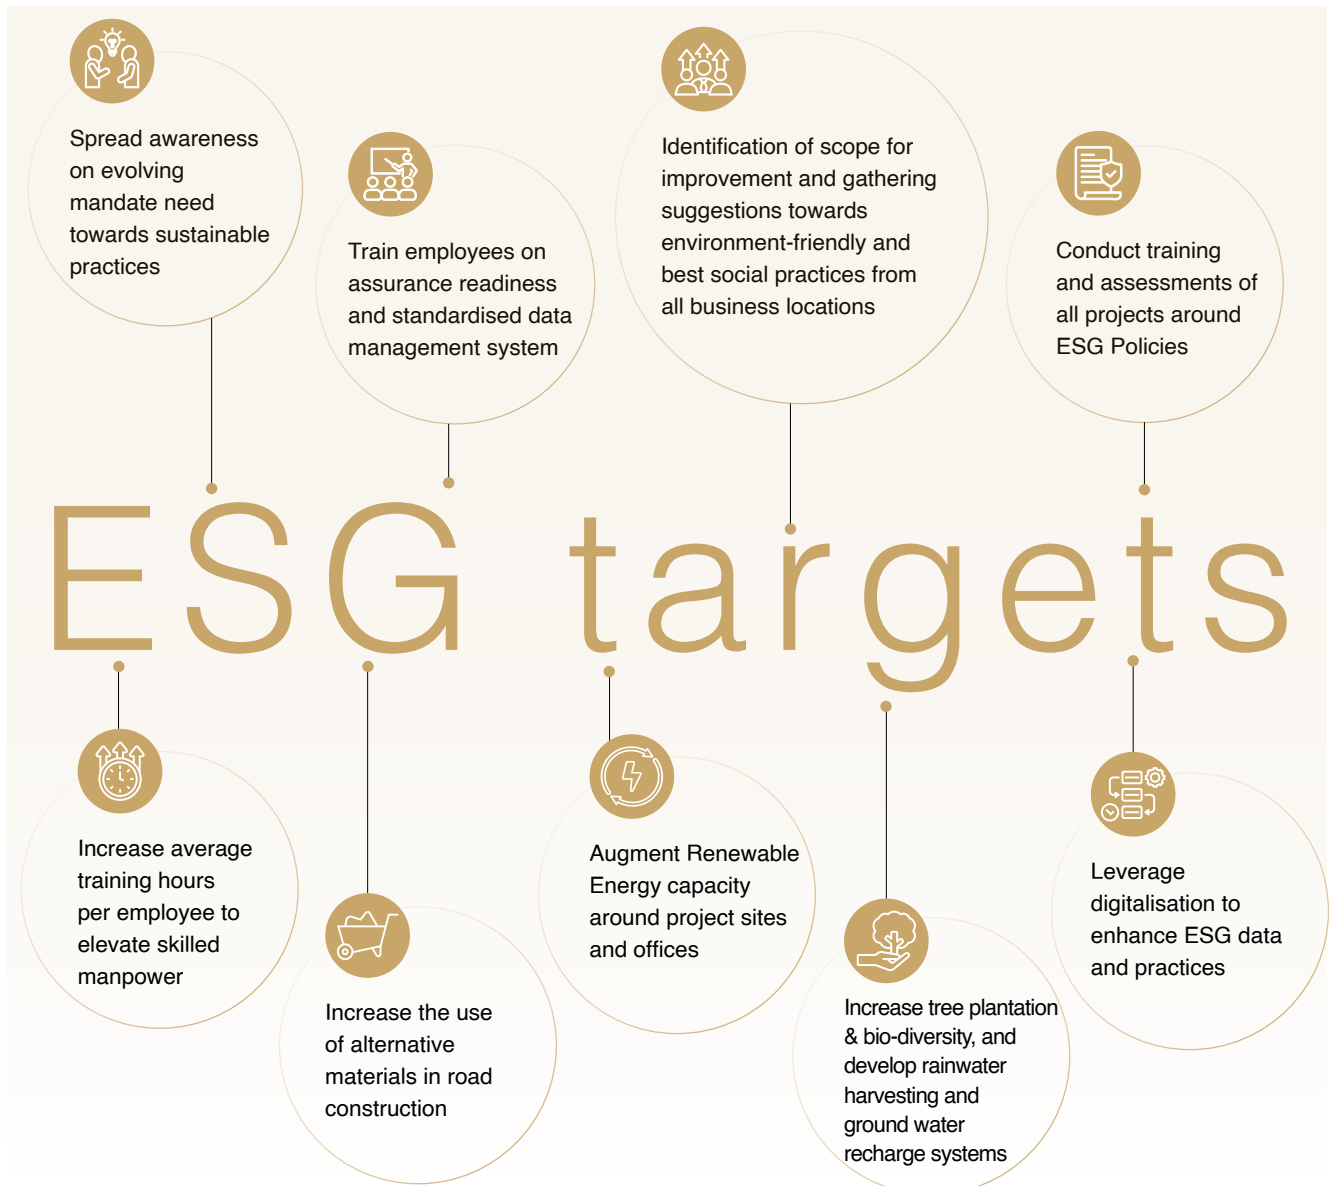 Spread awareness
on evolving
mandate need
towards sustainable
practices
Train employees on
assurance readiness
and standardised data
management system
Identification of scope for
improvement and gathering
suggestions towards
environment-friendly and
best social practices from
all business locations
Conduct training
and assessments of
all projects around
ESG Policies
ESG targets
Increase average
training hours
per employee to
elevate skilled
manpower
Increase the use
of alternative
materials in road
construction
Augment Renewable
Energy capacity
around project sites
and offices
Increase tree plantation
& bio-diversity, and
develop rainwater
harvesting and
ground water
recharge systems
Leverage
digitalisation to
enhance ESG data
and practices